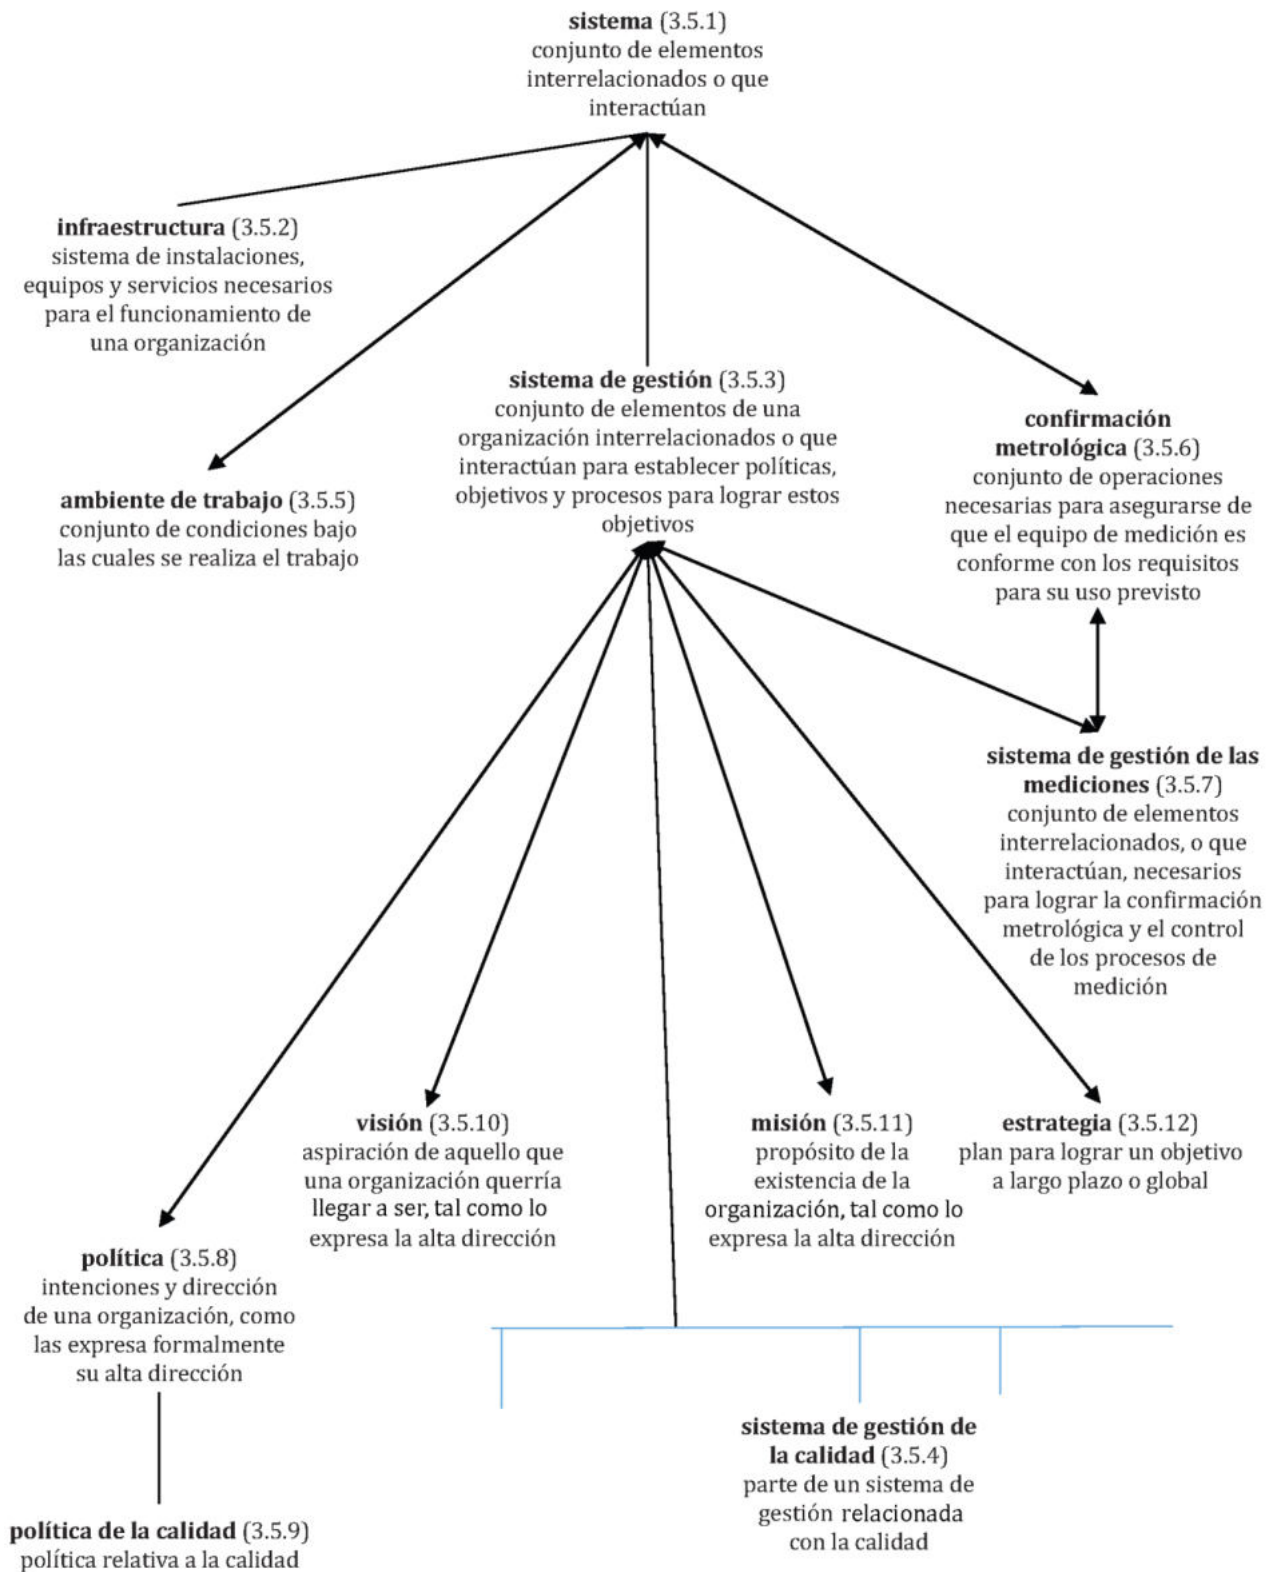 sistema (3.5.1)
conjunto de elementos
interrelacionados o que
interactúan
infraestructura (3.5.2)
sistema de instalaciones,
equipos y servicios necesarios
para el funcionamiento de
una organización
sistema de gestión (3.5.3)
conjunto de elementos de una
organización interrelacionados o que
interactúan para establecer políticas,
objetivos y procesos para lograr estos
objetivos
confirmación
metrológica (3.5.6)
conjunto de operaciones
necesarias para asegurarse de
que el equipo de medición es
conforme con los requisitos
para su uso previsto
ambiente de trabajo (3.5.5)
conjunto de condiciones bajo
las cuales se realiza el trabajo
sistema de gestión de las
mediciones (3.5.7)
conjunto de elementos
interrelacionados, o que
interactúan, necesarios
para lograr la confirmación
metrológica y el control
de los procesos de
medición
visión (3.5.10)
aspiración de aquello que
una organización querría
llegar a ser, tal como lo
expresa la alta dirección
misión (3.5.11)
propósito de la
existencia de la
organización, tal como lo
expresa la alta dirección
estrategia (3.5.12)
plan para lograr un objetivo
a largo plazo o global
política (3.5.8)
intenciones y dirección
de una organización, como
las expresa formalmente
su alta dirección
sistema de gestión de
la calidad (3.5.4)
parte de un sistema de
gestión relacionada
con la calidad
política de la calidad (3.5.9)
política relativa a la calidad